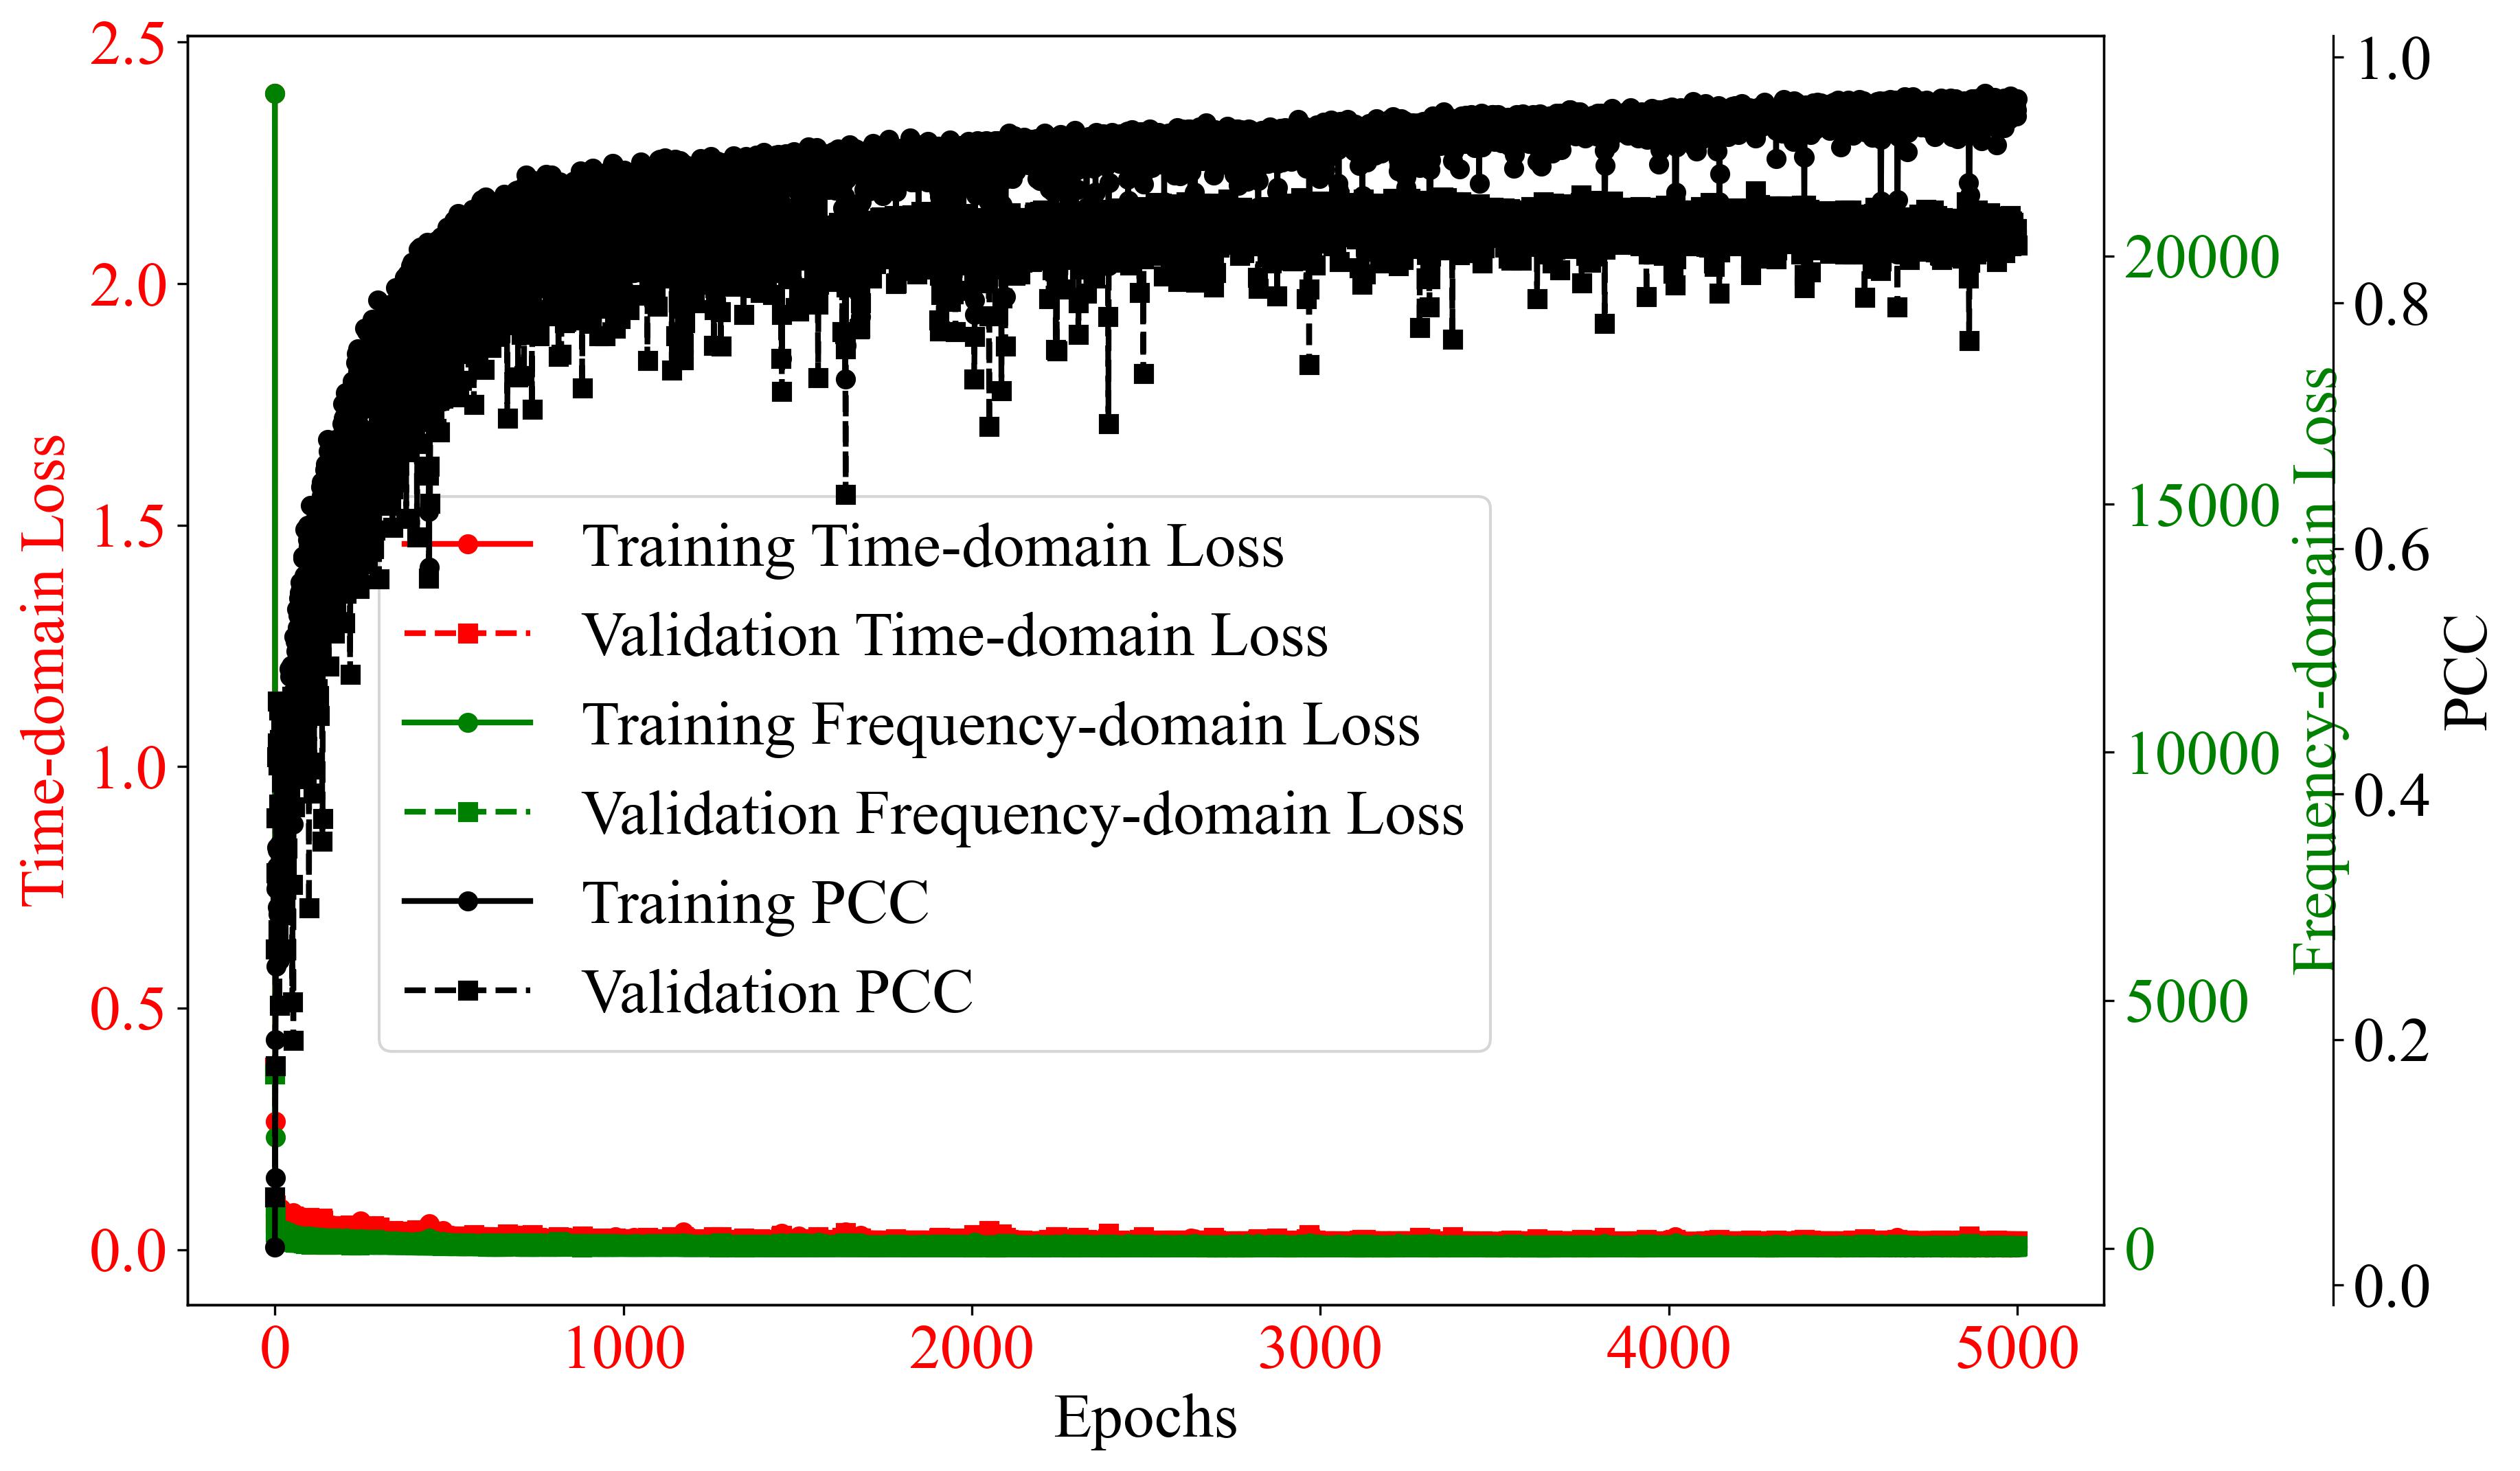 2.5
2.0
1.5
1.0
0.5
0.0
Time-domain Loss
Training Time-domain Loss
Validation Time-domain Loss
Training Frequency-domain Loss
Validation Frequency-domain Loss
Training PCC
Validation PCC
20000
15000
10000
5000
0
Frequency-domain Loss
1.0
0.8
0.6
0.4
0.2
0.0
PCC
0 1000 2000 3000 4000 5000
Epochs